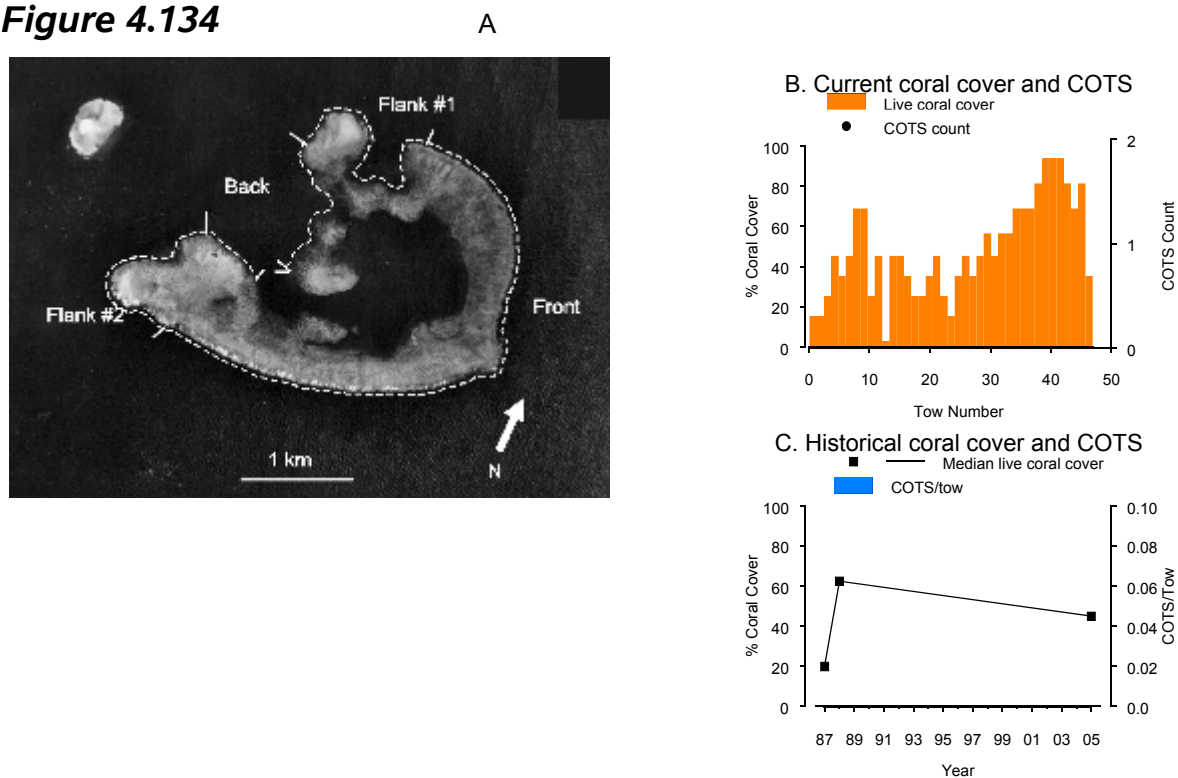 Figure 4.134
A
Flank #1
Back
Flank #2
Front
1 km
N
B. Current coral cover and COTS
Live coral cover
COTS count
100
80
60
40
20
0
% Coral Cover
2
1
0
COTS Count
0 10 20 30 40 50
Tow Number
C. Historical coral cover and COTS
Median live coral cover
COTS/tow
100
80
60
40
20
0
% Coral Cover
0.10
0.08
0.06
0.04
0.02
0.0
COTS/Tow
87 89 91 93 95 97 99 01 03 05
Year